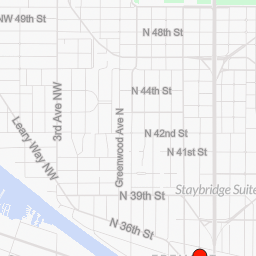 NW 49th St
N 48th St
N 44th St
3rd Ave NW
Greenwood Ave N
Leary Way NW
N 42nd St
N 41st St
N 39th St
Staybridge Suite
N 36th St